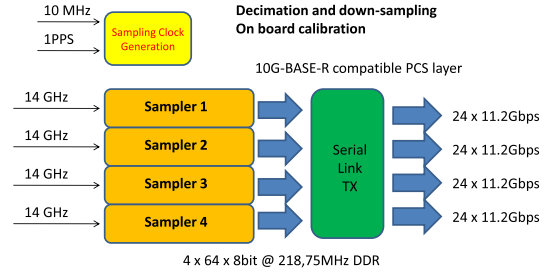 10 MHz
1PPS
Sampling Clock
Generation
Decimation and down-sampling
On board calibration
10G-BASE-R compatible PCS layer
14 GHz
Sampler 1
14 GHz
Sampler 2
14 GHz
Sampler 3
14 GHz
Sampler 4
Serial
Link
TX
24 x 11.2Gbps
24 x 11.2Gbps
24 x 11.2Gbps
24 x 11.2Gbps
4 x 64 x 8bit @ 218,75MHz DDR